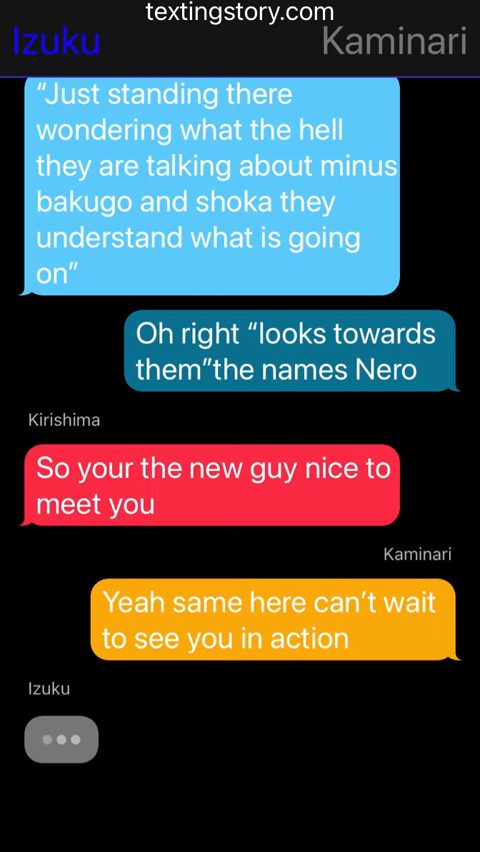 textingstory.com
Izuku
Kaminari
“Just standing there
wondering what the hell
they are talking about minus
bakugo and shoka they
understand what is going
on”
Oh right “looks towards
them”the names Nero
Kirishima
So your the new guy nice to
meet you
Kaminari
Yeah same here can’t wait
to see you in action
Izuku